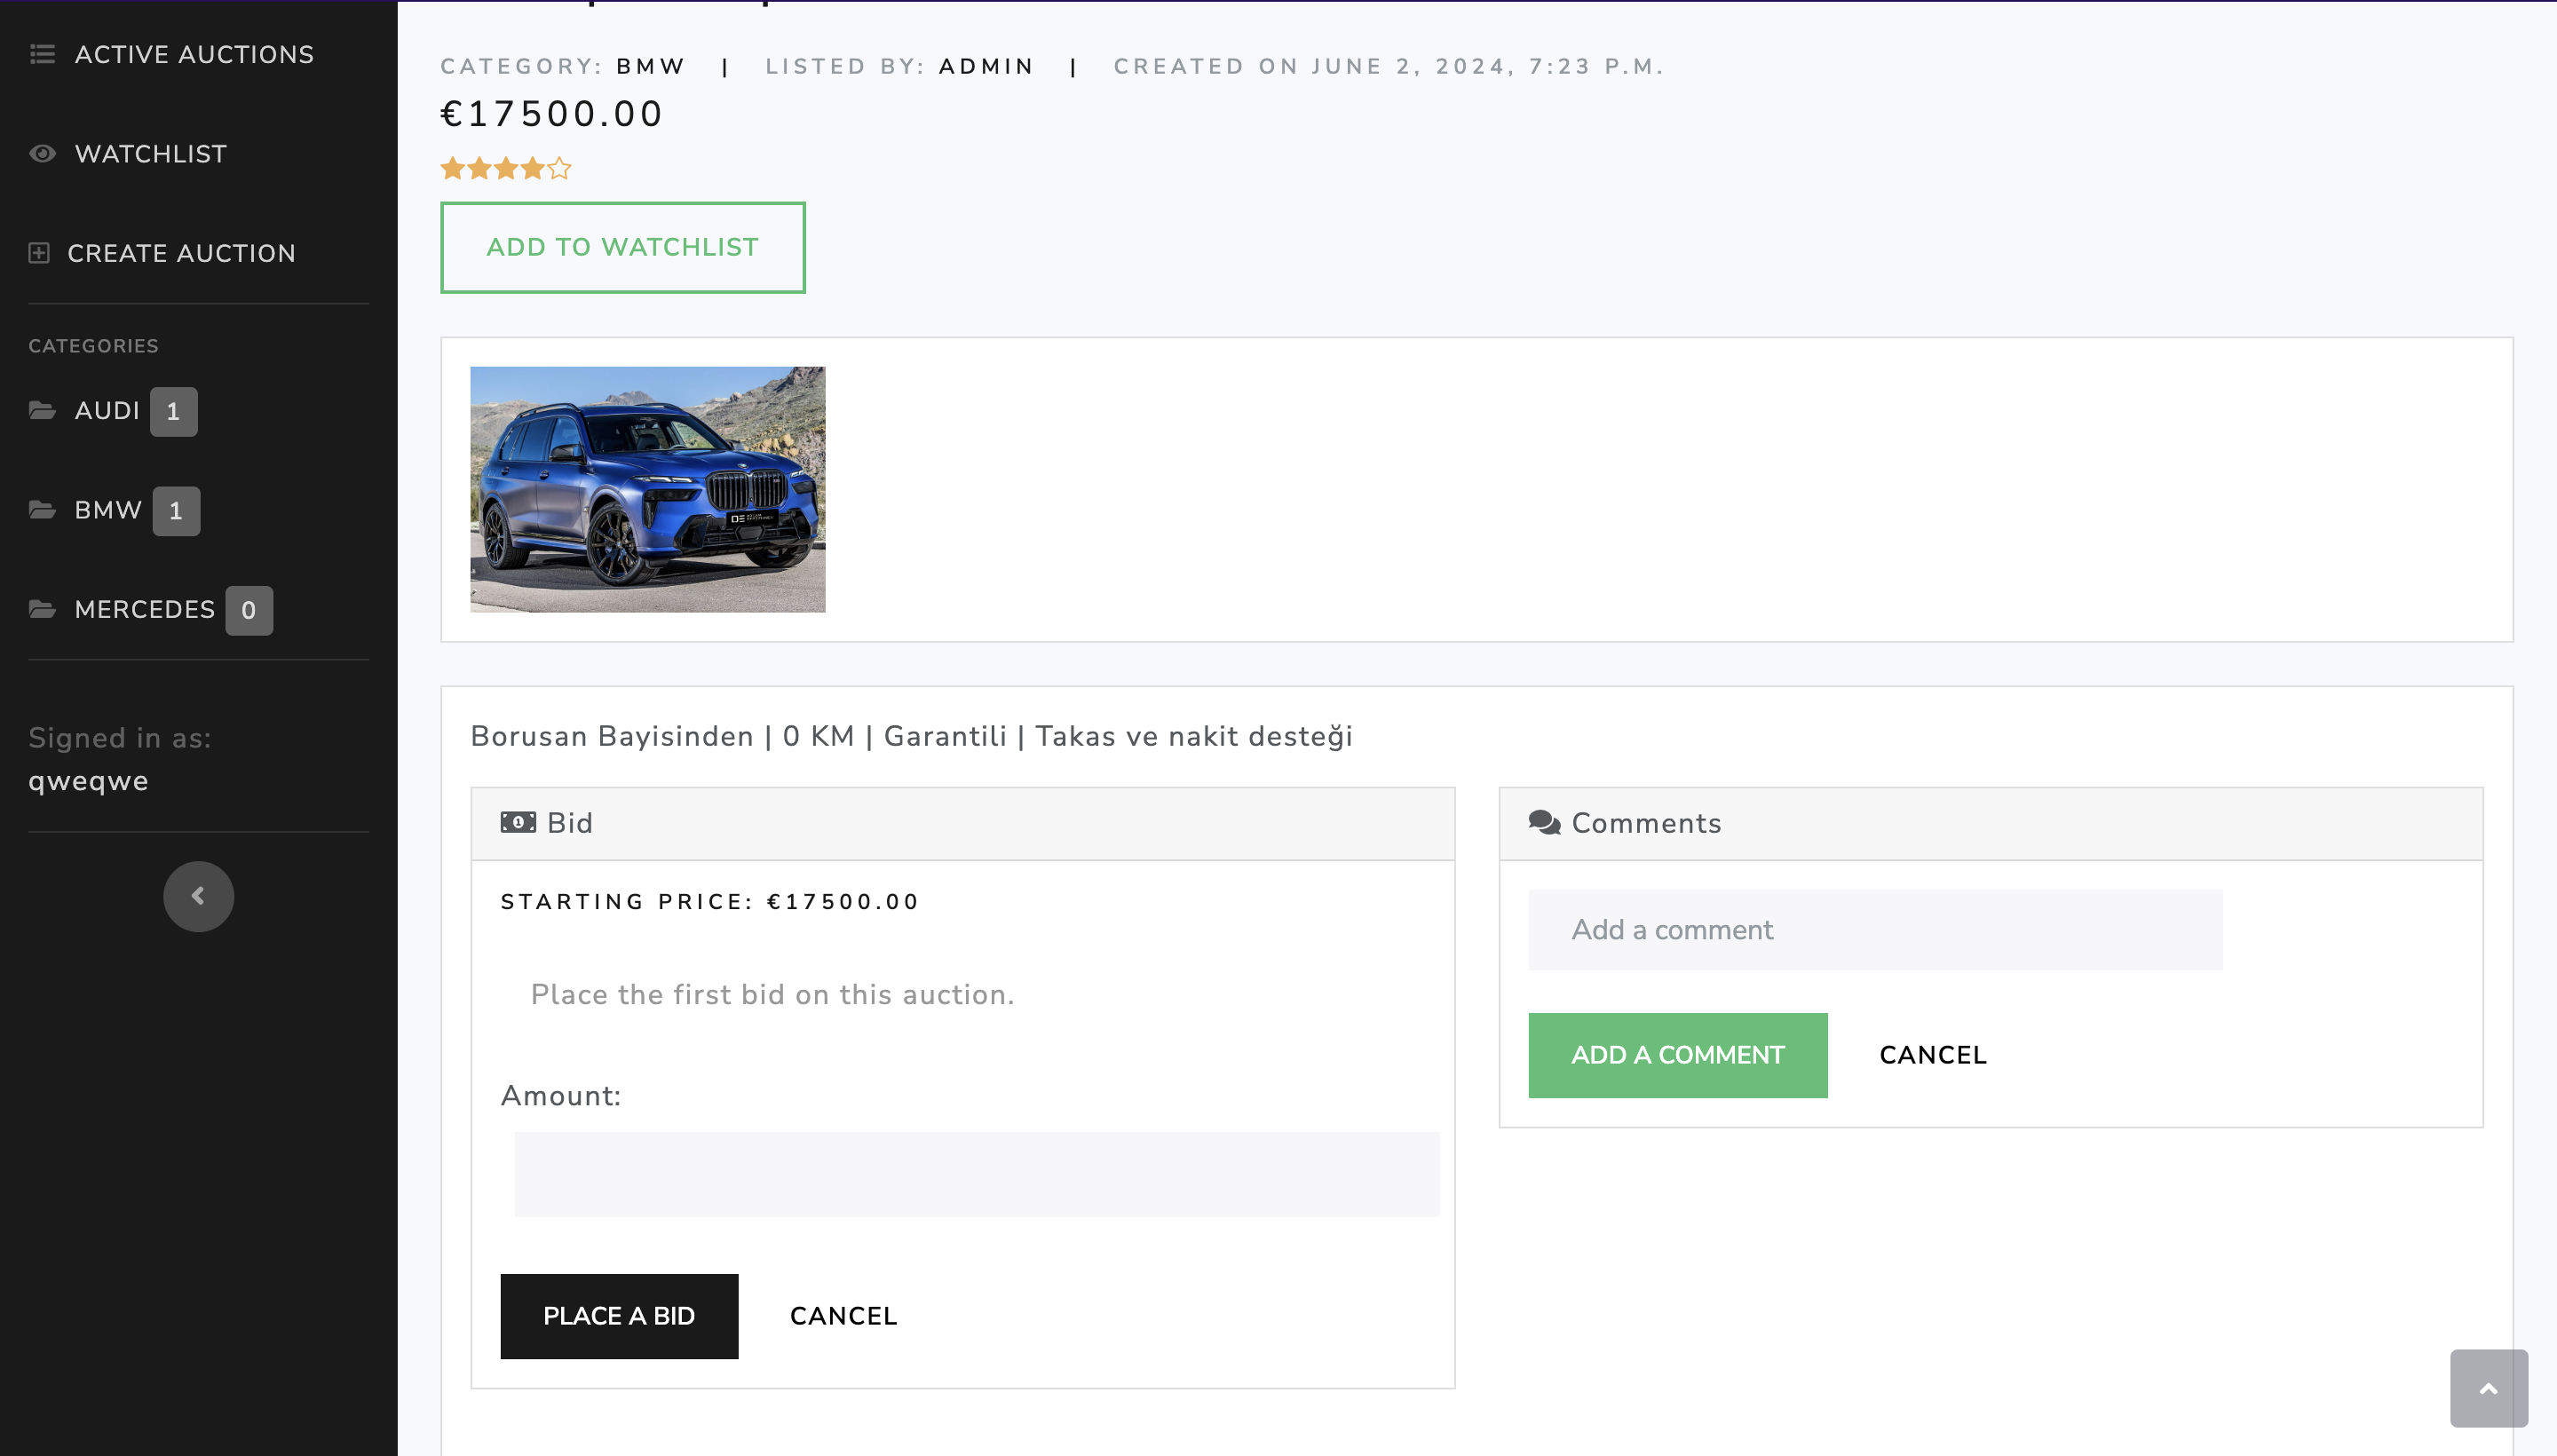 ACTIVE AUCTIONS
WATCHLIST
CREATE AUCTION
CATEGORIES
AUDI 1
BMW 1
MERCEDES 0
Signed in as:
qweqwe
CATEGORY: BMW | LISTED BY: ADMIN | CREATED ON JUNE 2, 2024, 7:23 P.M.
€17500.00
ADD TO WATCHLIST
Borusan Bayisinden | 0 KM | Garantili | Takas ve nakit desteği
Bid
STARTING PRICE: €17500.00
Place the first bid on this auction.
Amount:
PLACE A BID
CANCEL
Comments
Add a comment
ADD A COMMENT
CANCEL